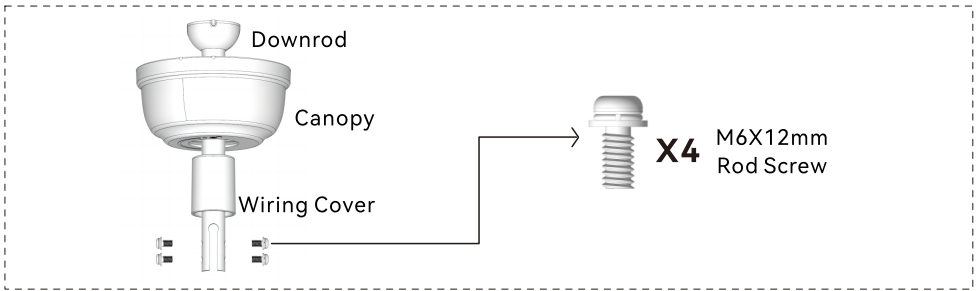 Downrod
Canopy
Wiring Cover
X4
M6X12mm
Rod Screw